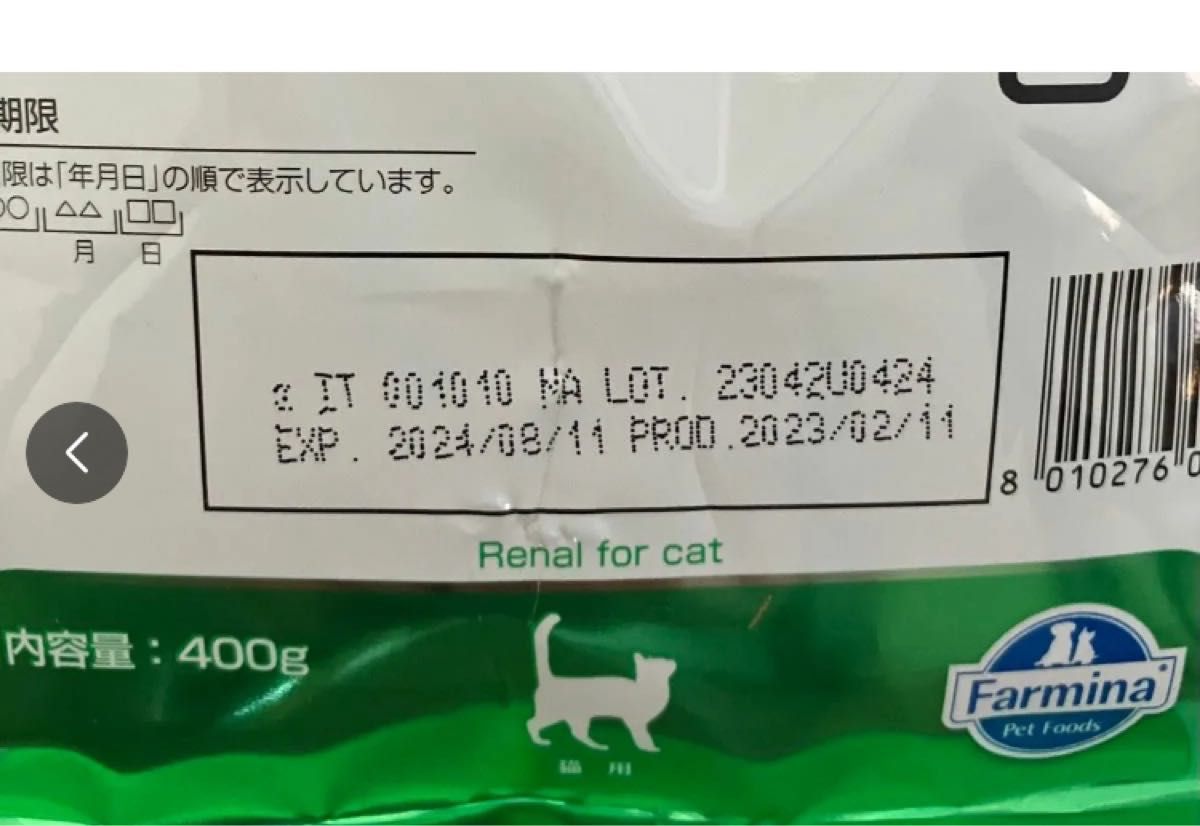 期限
限は「年月日」の順で表示しています。
○○ △△ □□
月 日
α IT 001010 MA LOT. 23042U0424
EXP. 2024/08/11 PROD.2023/02/11
8 010276 0
Renal for cat
内容量：400g
Farmina
Pet Foods
猫 用